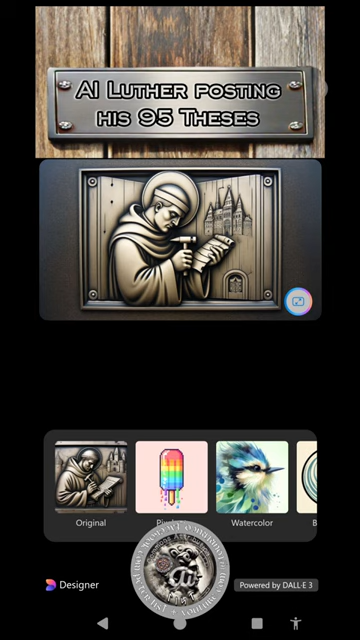 AI LUTHER POSTING
HIS 95 THESES
Original
Watercolor
Designer
Powered by DALL·E 3